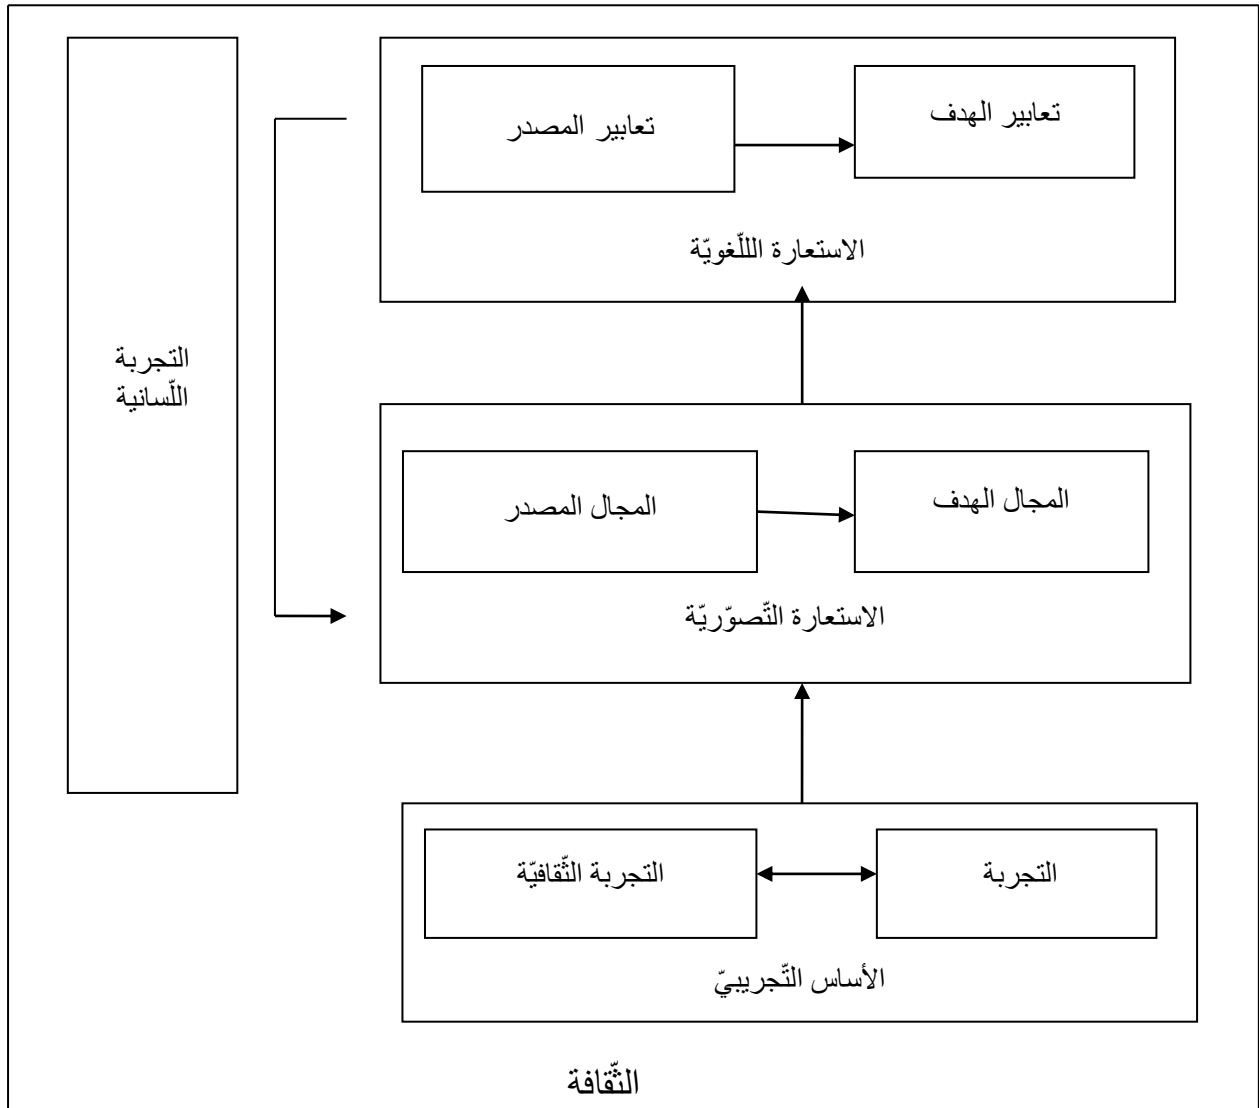 تعابير الهدف
تعابير المصدر
الاستعارة اللّلغويّة
التجربة
اللّسانية
المجال الهدف
المجال المصدر
الاستعارة التّصوّريّة
التجربة
التجربة الثّقافيّة
الأساس التّجريبيّ
الثّقافة